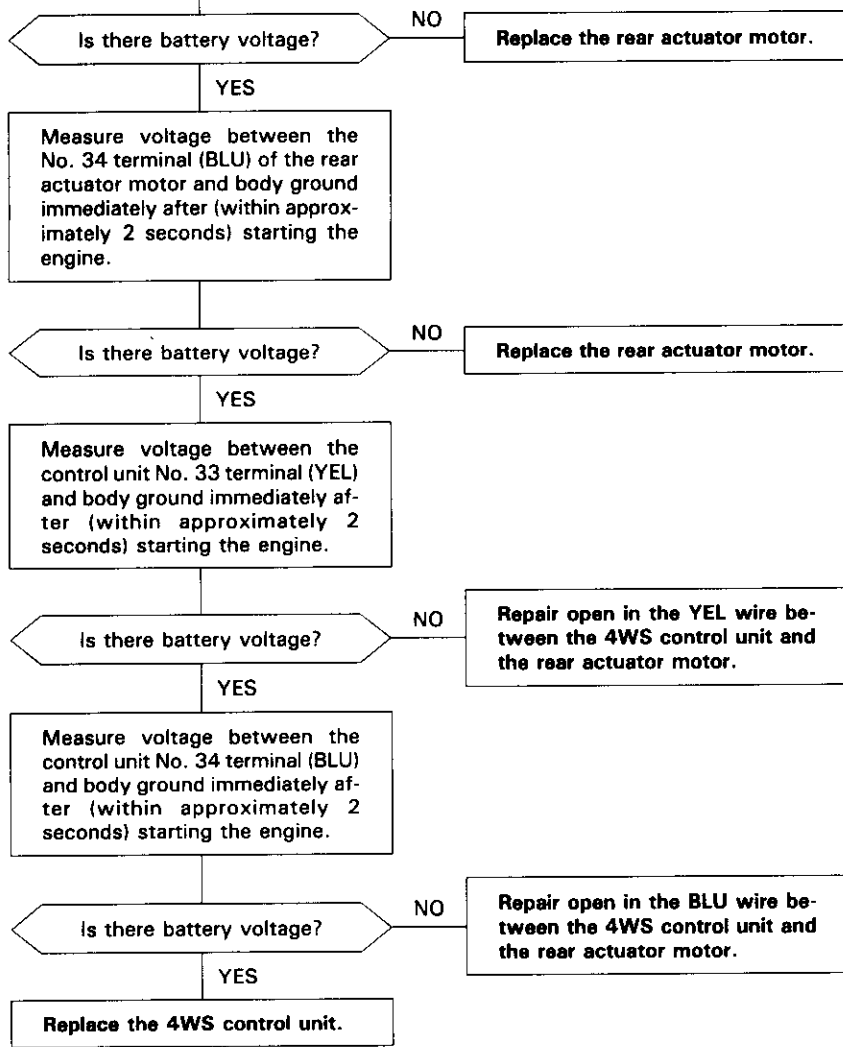 Is there battery voltage?
NO
Replace the rear actuator motor.
YES
Measure voltage between the
No. 34 terminal (BLU) of the rear
actuator motor and body ground
immediately after (within approx-
imately 2 seconds) starting the
engine.
Is there battery voltage?
NO
Replace the rear actuator motor.
YES
Measure voltage between the
control unit No. 33 terminal (YEL)
and body ground immediately af-
ter (within approximately 2
seconds) starting the engine.
Is there battery voltage?
NO
Repair open in the YEL wire be-
tween the 4WS control unit and
the rear actuator motor.
YES
Measure voltage between the
control unit No. 34 terminal (BLU)
and body ground immediately af-
ter (within approximately 2
seconds) starting the engine.
Is there battery voltage?
NO
Repair open in the BLU wire be-
tween the 4WS control unit and
the rear actuator motor.
YES
Replace the 4WS control unit.